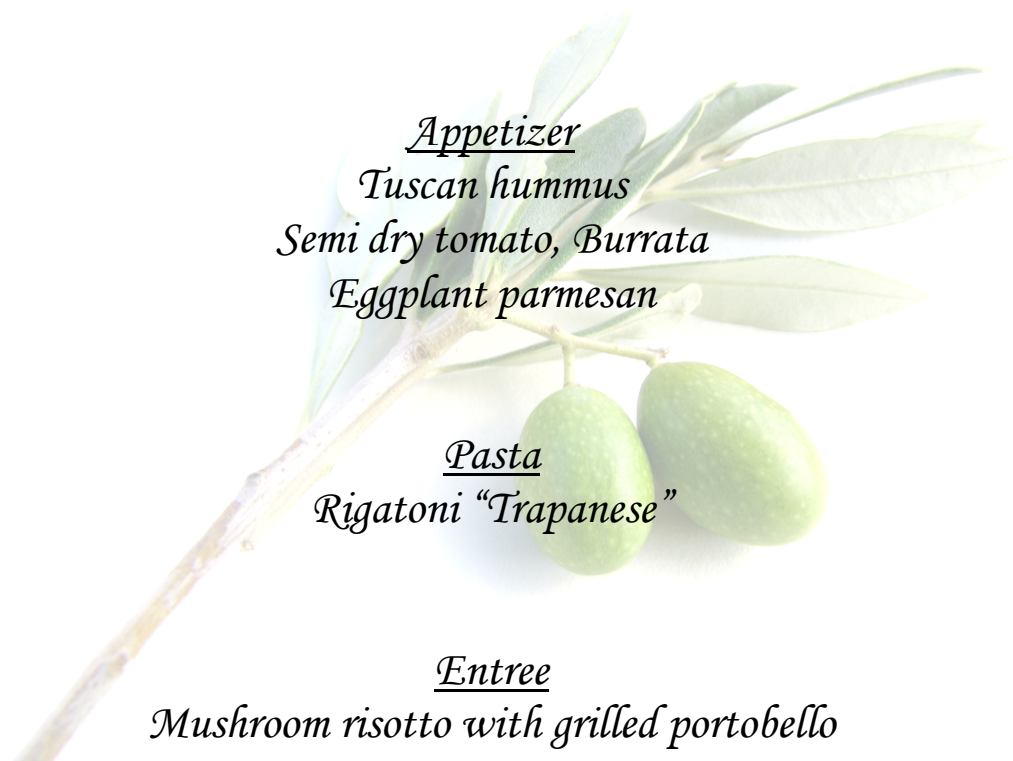 Appetizer
Tuscan hummus
Semi dry tomato, Burrata
Eggplant parmesan
Pasta
Rigatoni “Trapanese”
Entree
Mushroom risotto with grilled portobello